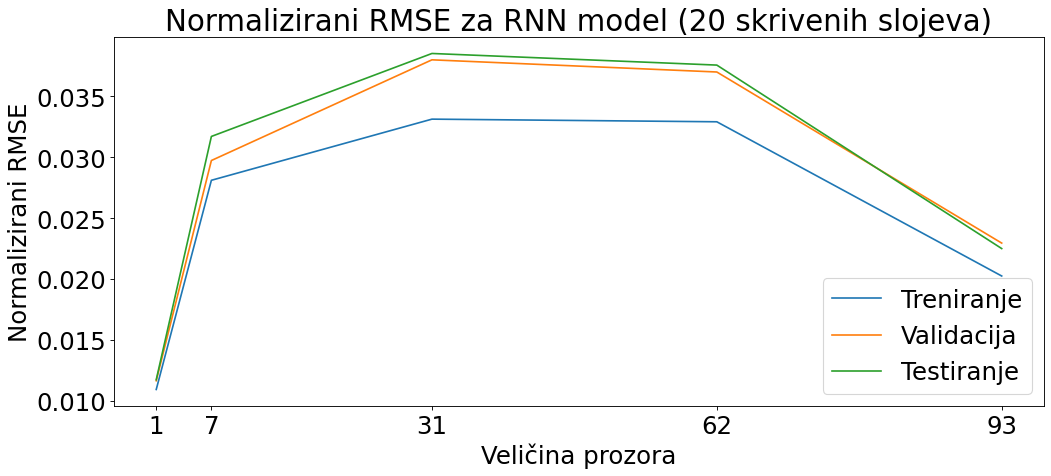 Normalizirani RMSE za RNN model (20 skrivenih slojeva)
Normalizirani RMSE
0.035
0.030
0.025
0.020
0.015
0.010
Treniranje
Validacija
Testiranje
1 7 31 62 93
Veličina prozora